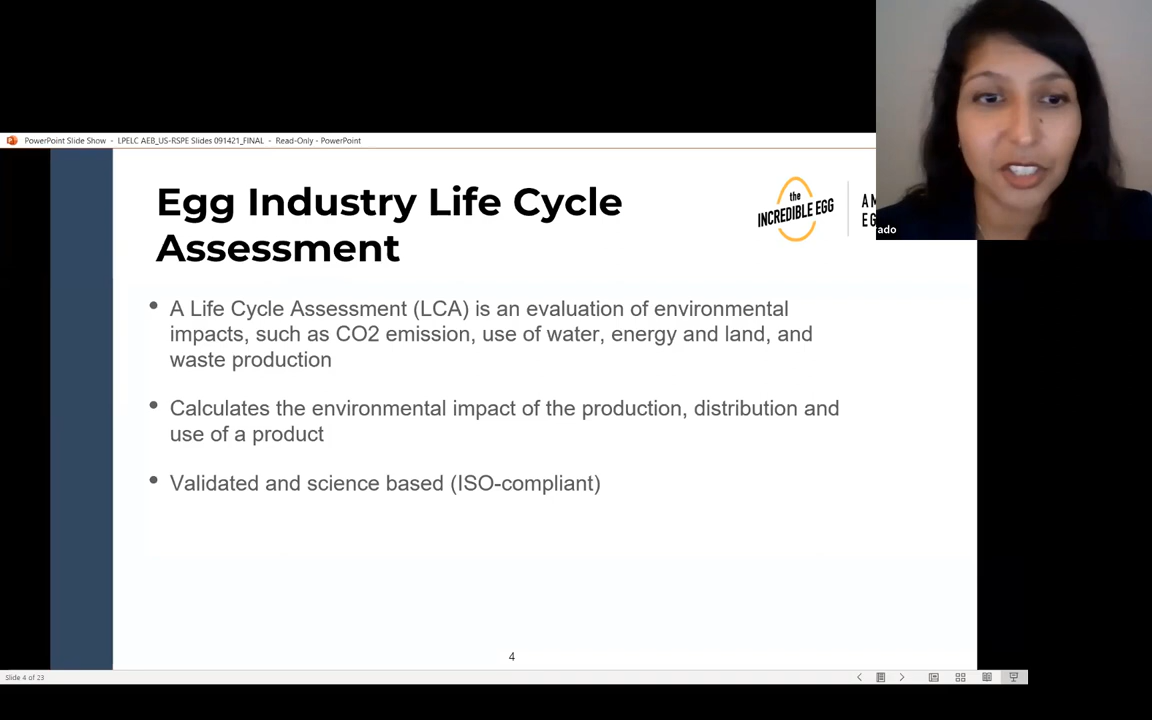 PowerPoint Slide Show - LPELC AEB_US-RSPE Slides 091421_FINAL - Read-Only - PowerPoint
Egg Industry Life Cycle
Assessment
the
INCREDIBLE EGG
AM
EG
ado
• A Life Cycle Assessment (LCA) is an evaluation of environmental
impacts, such as CO2 emission, use of water, energy and land, and
waste production
• Calculates the environmental impact of the production, distribution and
use of a product
• Validated and science based (ISO-compliant)
4
Slide 4 of 23